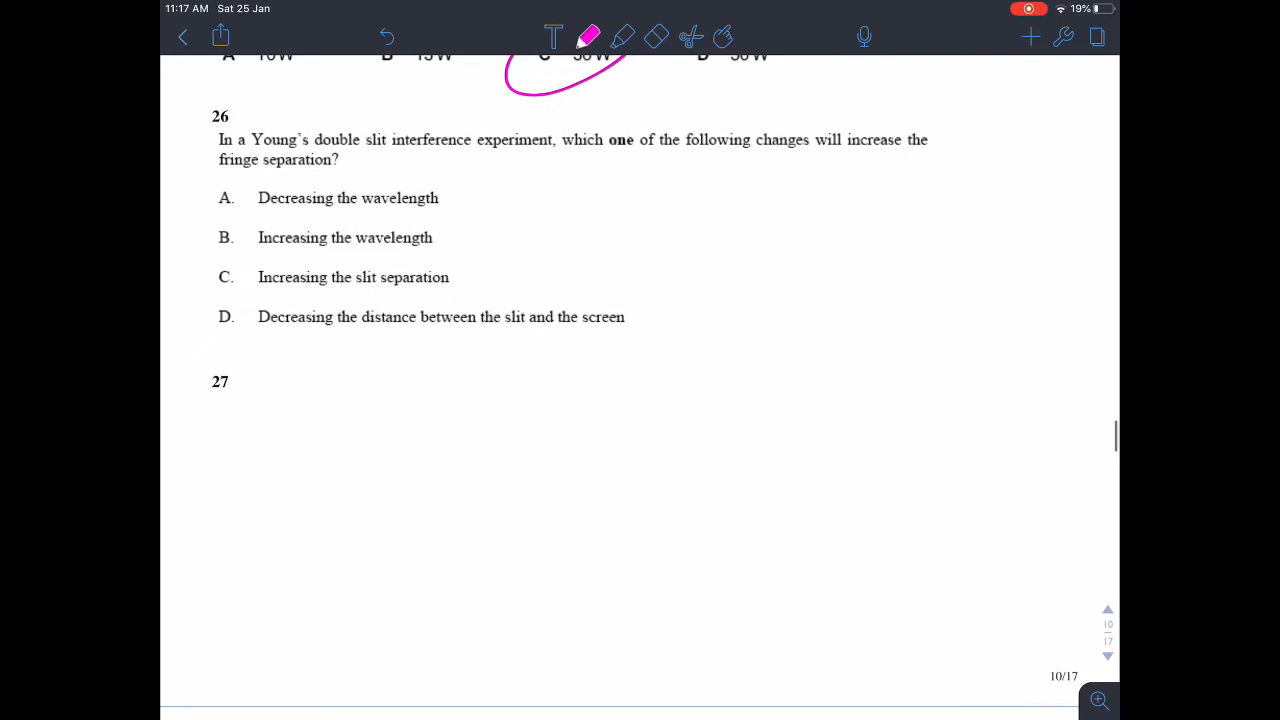 11:17 AM Sat 25 Jan
19%
T
26
In a Young's double slit interference experiment, which one of the following changes will increase the
fringe separation?
A. Decreasing the wavelength
B. Increasing the wavelength
C. Increasing the slit separation
D. Decreasing the distance between the slit and the screen
27
10
17
10/17